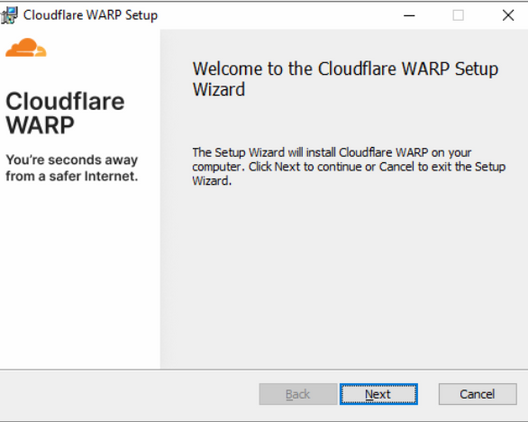 Cloudflare WARP Setup
Cloudflare
WARP
You're seconds away
from a safer Internet.
Welcome to the Cloudflare WARP Setup
Wizard
The Setup Wizard will install Cloudflare WARP on your
computer. Click Next to continue or Cancel to exit the Setup
Wizard.
Back
Next
Cancel